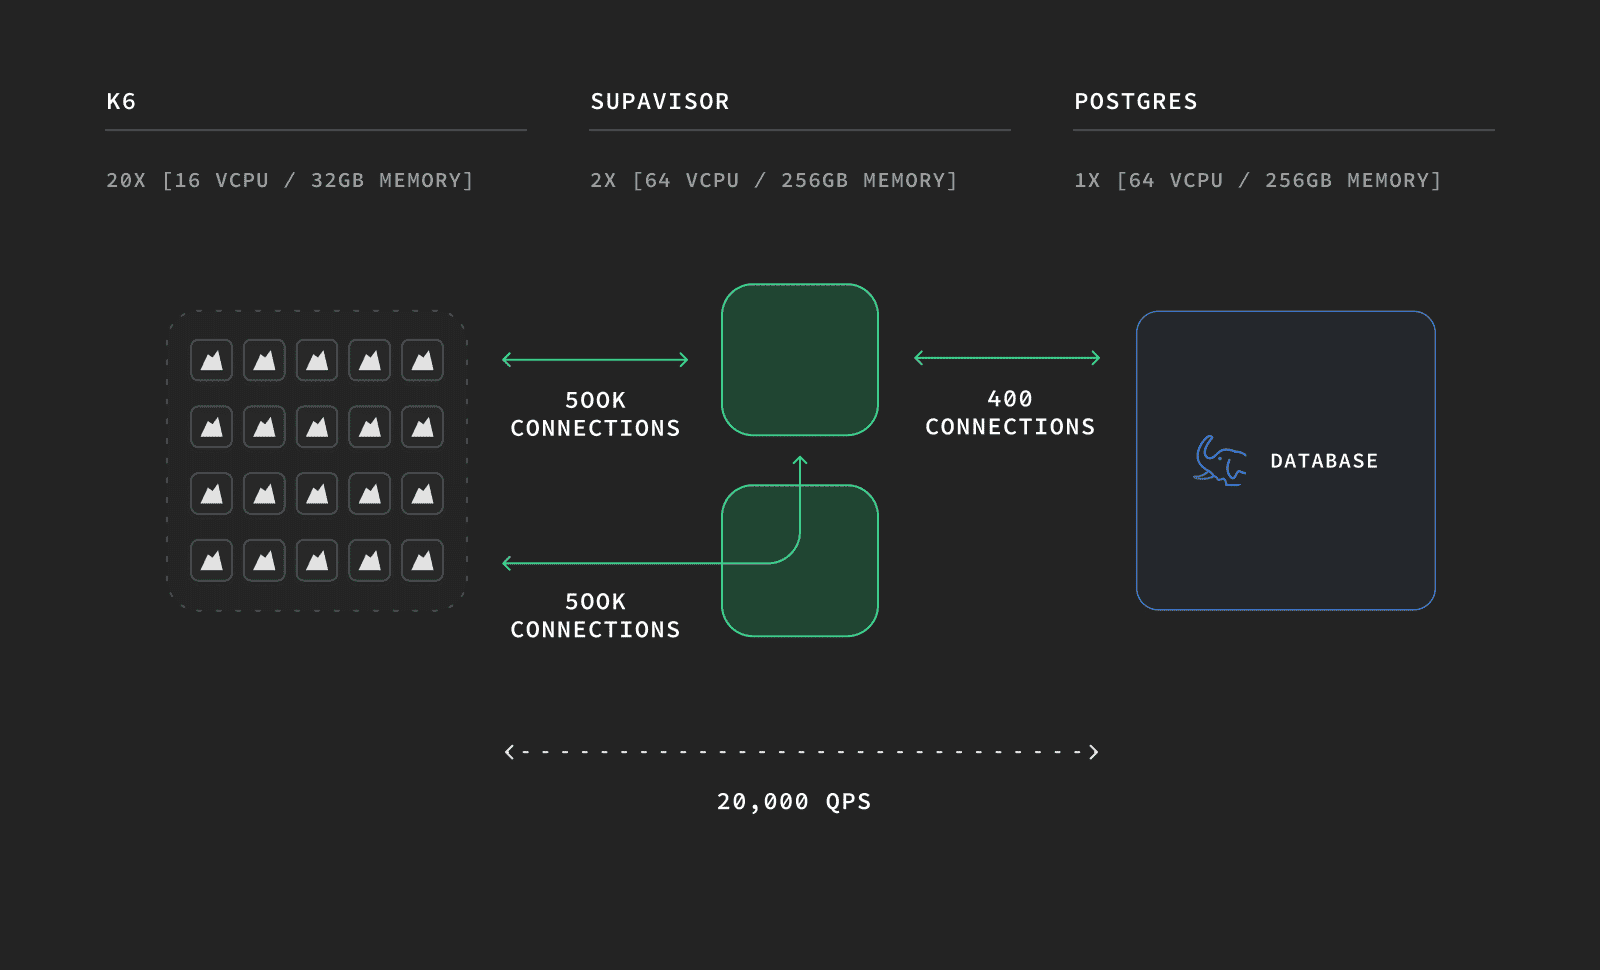 K6
20X [16 VCPU / 32GB MEMORY]
SUPAVISOR
2X [64 VCPU / 256GB MEMORY]
POSTGRES
1X [64 VCPU / 256GB MEMORY]
500K
CONNECTIONS
400
CONNECTIONS
DATABASE
500K
CONNECTIONS
20,000 QPS